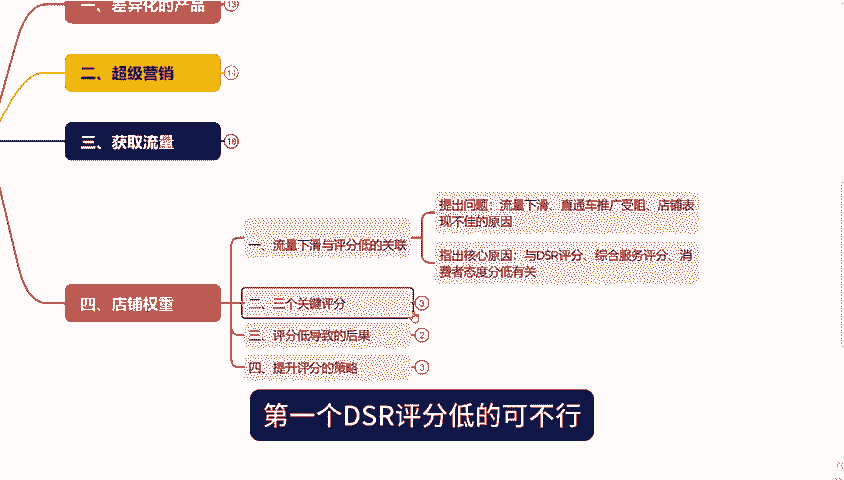 一、差异化的产品
13
二、超级营销
三、获取流量
四、店铺权重
一、流量下滑与评分低的关联
提出问题：流量下滑、直通车推广受阻、店铺表
现不佳的原因
指出核心原因：与DSR评分、综合服务评分、消
费者态度分低有关
二、三个关键评分
3
三、评分低导致的后果
2
四、提升评分的策略
3
第一个DSR评分低的可不行